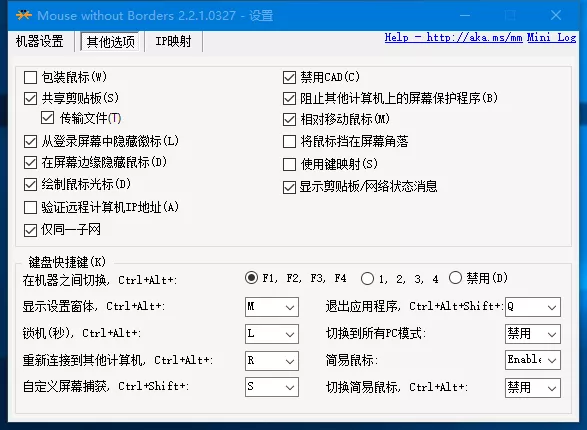 Mouse without Borders 2.2.1.0327 - 设置
机器设置 其他选项 IP映射 Help - http://aka.ms/mm Mini Log
包装鼠标(W) 禁用CAD(C)
共享剪贴板(S) 阻止其他计算机上的屏幕保护程序(B)
传输文件(T) 相对移动鼠标(M)
从登录屏幕中隐藏徽标(L) 将鼠标挡在屏幕角落
在屏幕边缘隐藏鼠标(D) 使用键映射(S)
绘制鼠标光标(D) 显示剪贴板/网络状态消息
验证远程计算机IP地址(A)
仅同一子网
键盘快捷键(K)
在机器之间切换, Ctrl+Alt+: F1, F2, F3, F4 1, 2, 3, 4 禁用(D)
显示设置窗体, Ctrl+Alt+: M 退出应用程序, Ctrl+Alt+Shift+: Q
锁机(秒), Ctrl+Alt+: L 切换到所有PC模式: 禁用
重新连接到其他计算机, Ctrl+Alt+: R 简易鼠标: Enable
自定义屏幕捕获, Ctrl+Shift+: S 切换简易鼠标, Ctrl+Alt+: 禁用